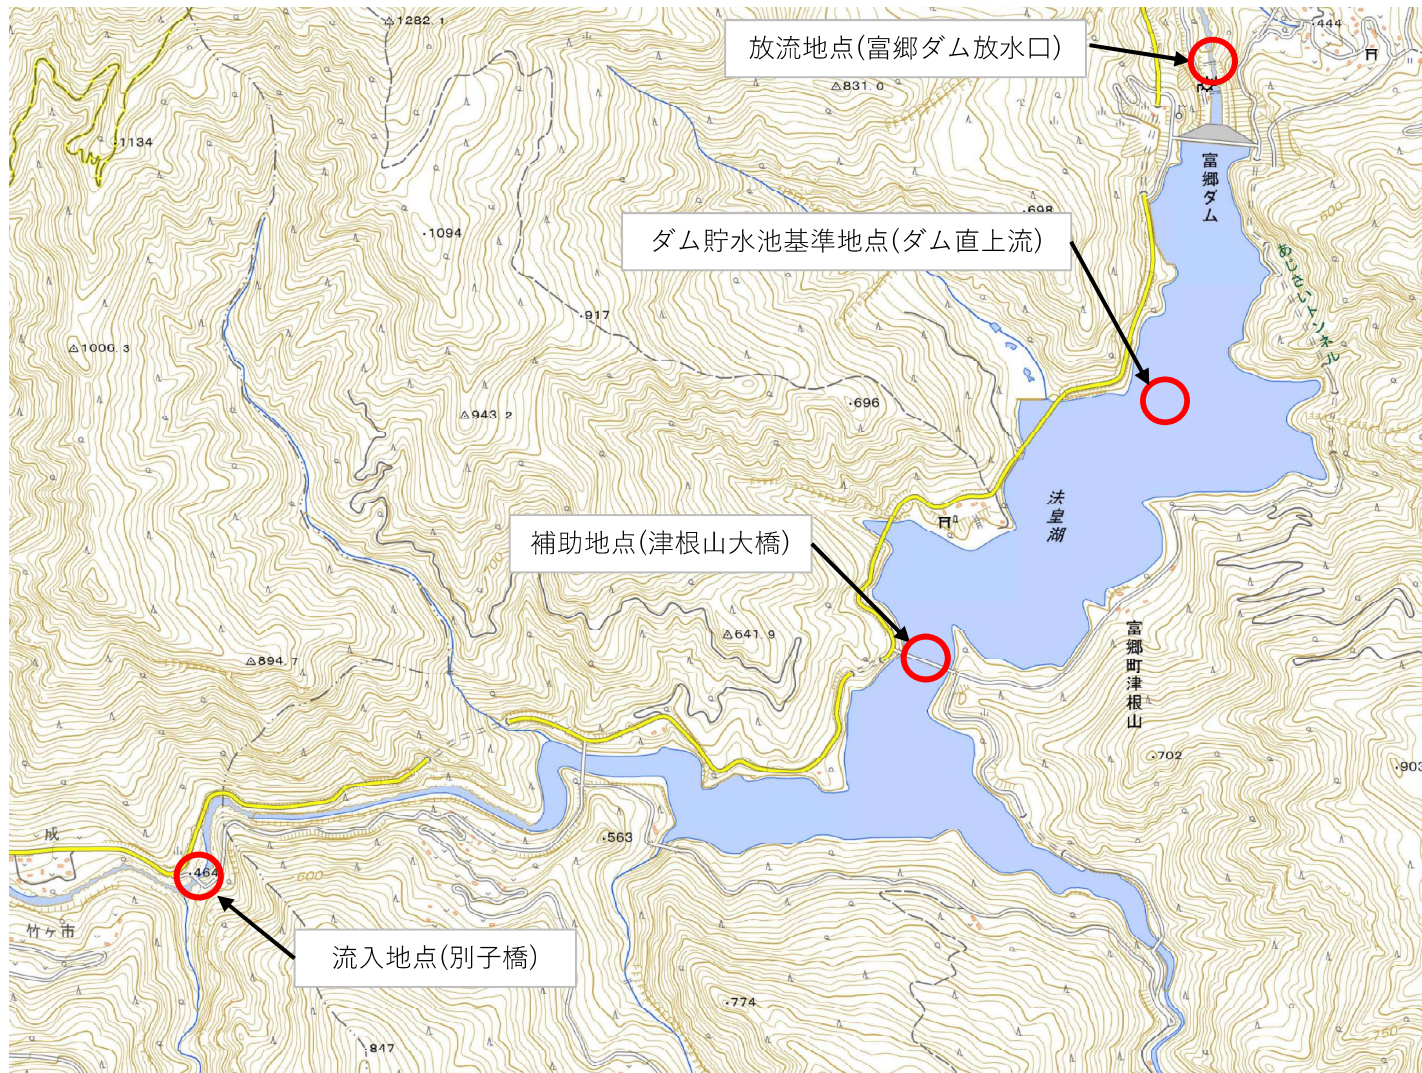 △1282.1
・444
放流地点(富郷ダム放水口)
△831.0
・1134
富郷ダム
600
・698
・1094
ダム貯水池基準地点(ダム直上流)
あじさいトンネル
・917
△1006.3
・696
△943.2
法皇湖
補助地点(津根山大橋)
700
△641.9
富郷町津根山
△894.7
・702
・903
・563
成
・464
600
竹ヶ市
流入地点(別子橋)
・774
750
・847